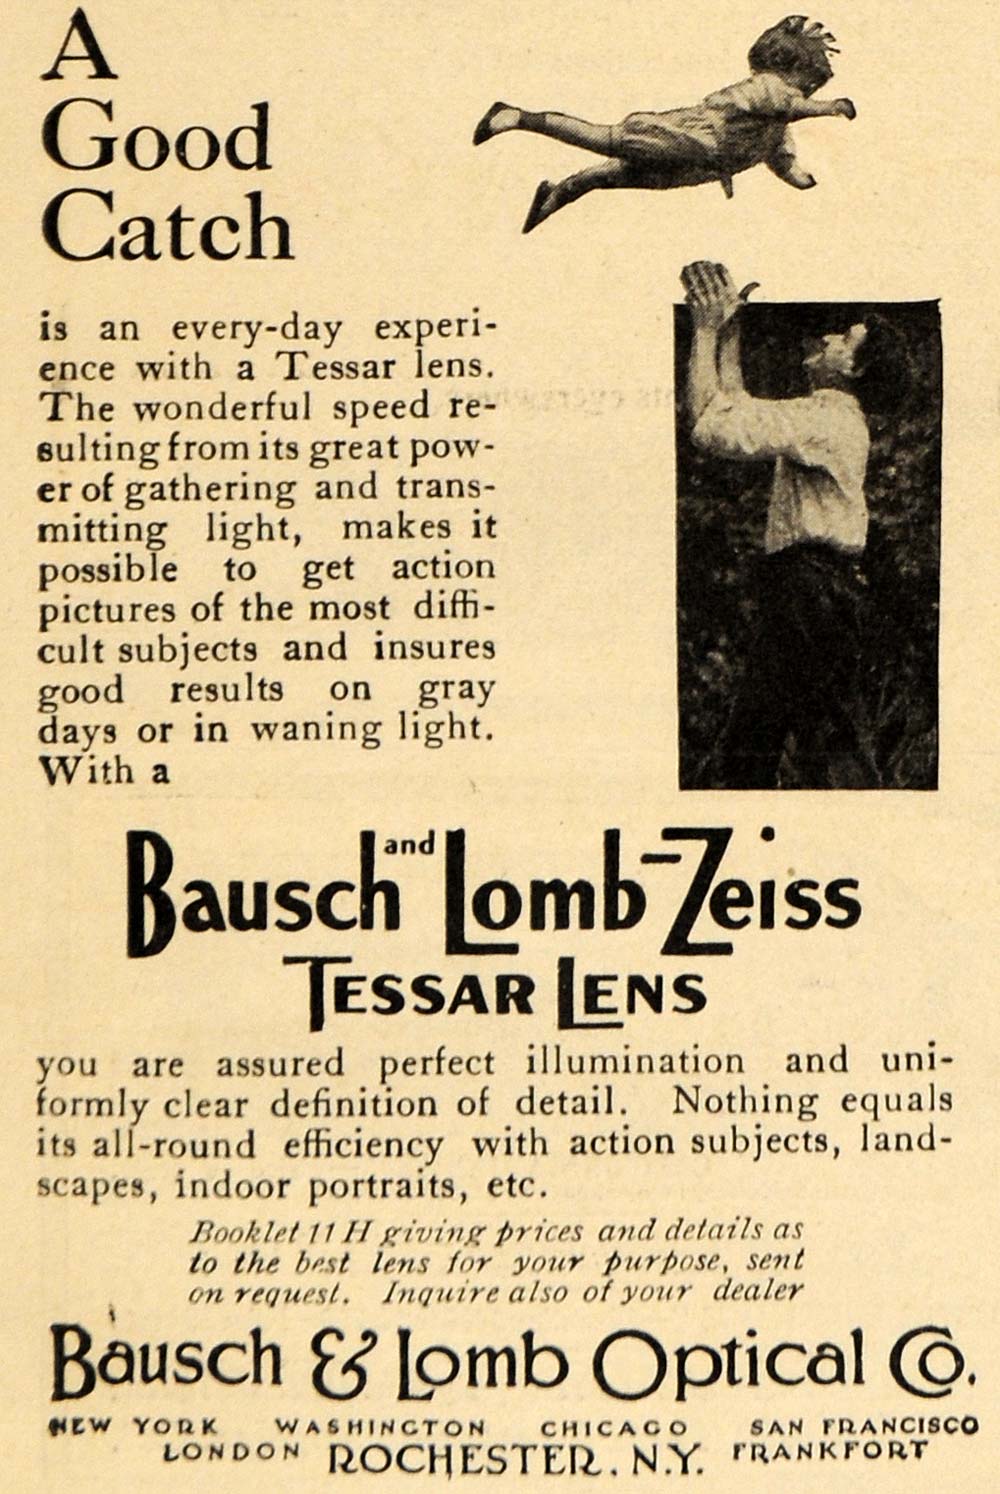 A
Good
Catch
is an every-day experi-
ence with a Tessar lens.
The wonderful speed re-
sulting from its great pow-
er of gathering and trans-
mitting light, makes it
possible to get action
pictures of the most diffi-
cult subjects and insures
good results on gray
days or in waning light.
With a
Bausch and Lomb-Zeiss
TESSAR LENS
you are assured perfect illumination and uni-
formly clear definition of detail. Nothing equals
its all-round efficiency with action subjects, land-
scapes, indoor portraits, etc.
Booklet 11 H giving prices and details as
to the best lens for your purpose, sent
on request. Inquire also of your dealer
Bausch & Lomb Optical Co.
NEW YORK WASHINGTON CHICAGO SAN FRANCISCO
LONDON ROCHESTER, N.Y. FRANKFORT